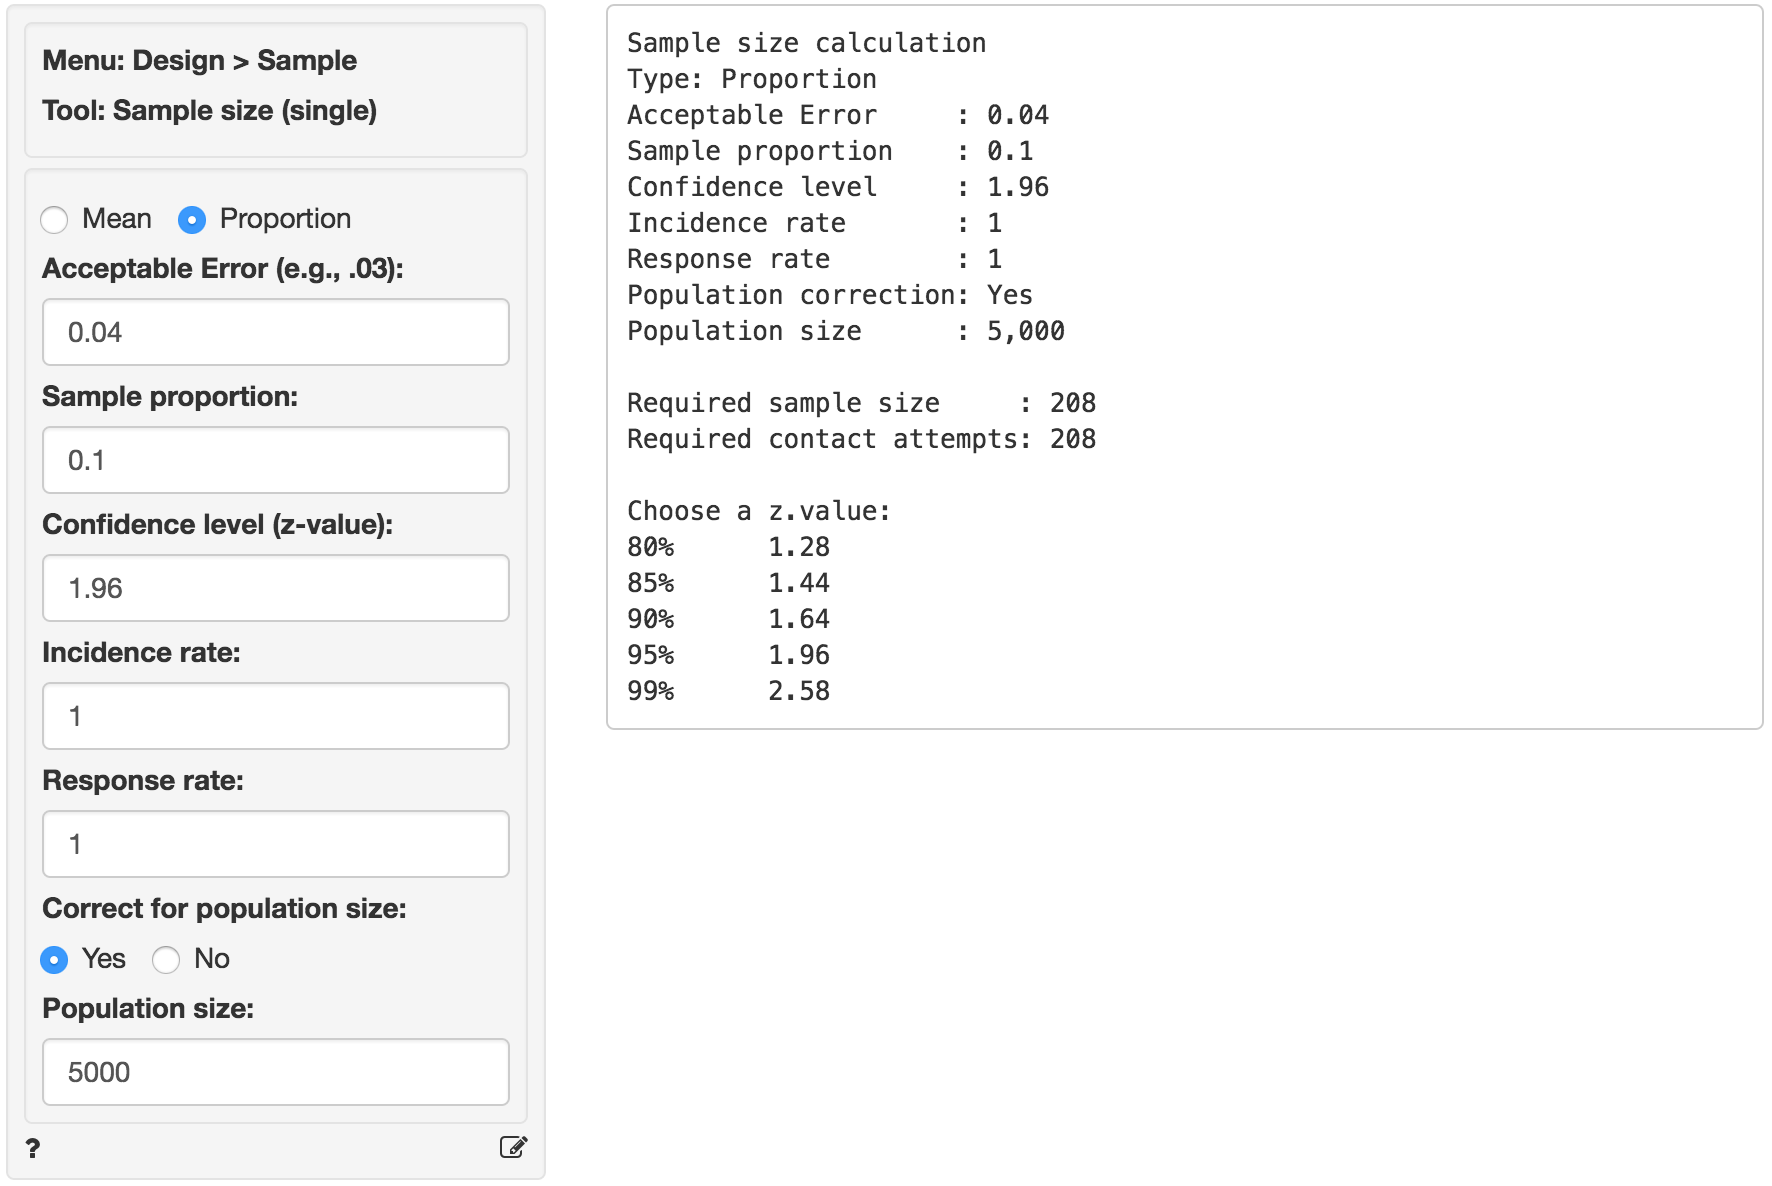 Menu: Design > Sample
Tool: Sample size (single)
Mean Proportion
Acceptable Error (e.g., .03):
0.04
Sample proportion:
0.1
Confidence level (z-value):
1.96
Incidence rate:
1
Response rate:
1
Correct for population size:
Yes No
Population size:
5000
?
Sample size calculation
Type: Proportion
Acceptable Error     : 0.04
Sample proportion    : 0.1
Confidence level     : 1.96
Incidence rate       : 1
Response rate        : 1
Population correction: Yes
Population size      : 5,000
Required sample size     : 208
Required contact attempts: 208
Choose a z.value:
80%      1.28
85%      1.44
90%      1.64
95%      1.96
99%      2.58